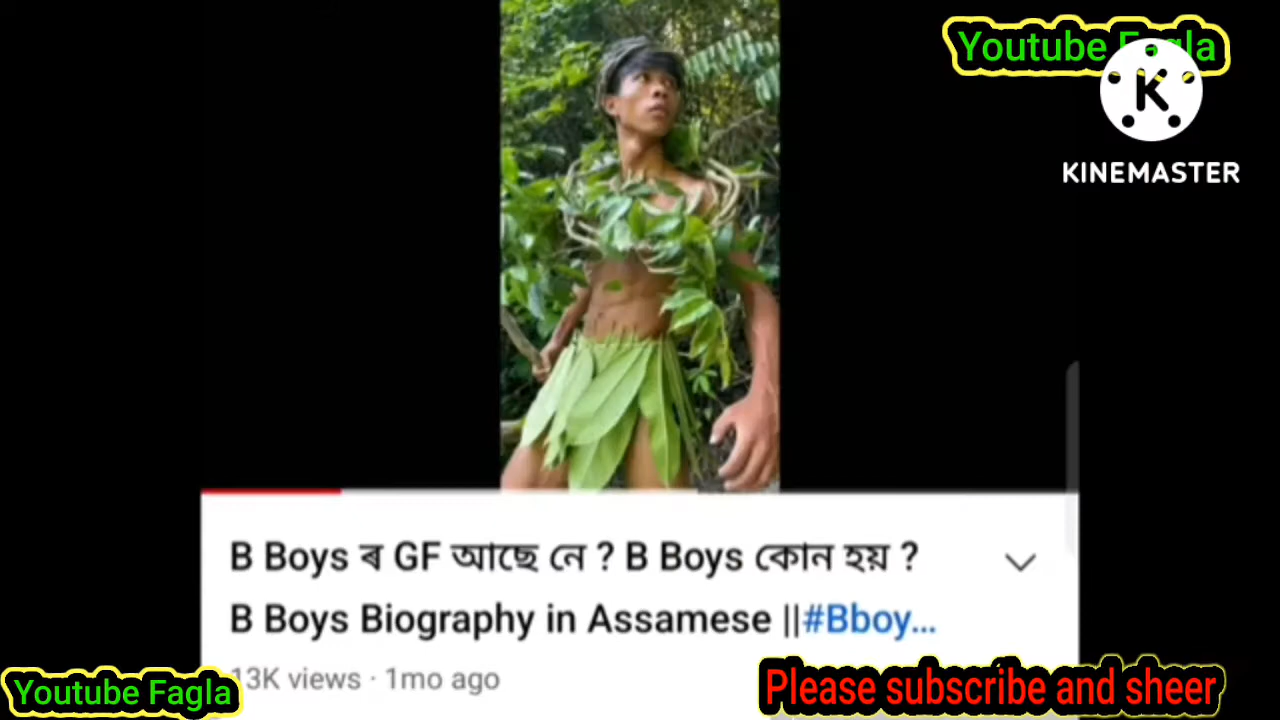 Youtube Fagla
K
KINEMASTER
B Boys ৰ GF আছে নে ? B Boys কোন হয় ?
B Boys Biography in Assamese ||#Bboy...
13K views · 1mo ago
Youtube Fagla
Please subscribe and sheer